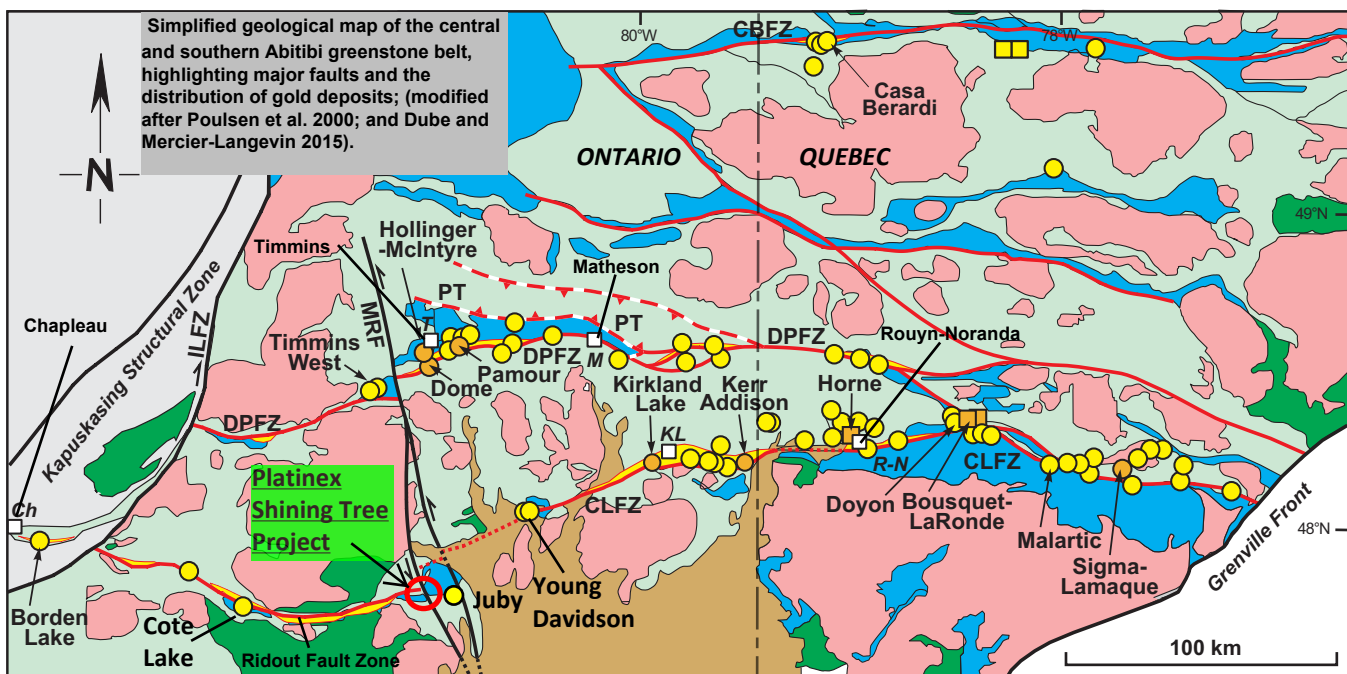 Simplified geological map of the central
and southern Abitibi greenstone belt,
highlighting major faults and the
distribution of gold deposits; (modified
after Poulsen et al. 2000; and Dube and
Mercier-Langevin 2015).
N
80°W
78°W
CBFZ
Casa
Berardi
ONTARIO
QUEBEC
49°N
Hollinger
-McIntyre
Timmins
Matheson
PT
PT
MRF
T
M
Kapuskasing Structural Zone
ILFZ
Chapleau
Timmins
West
DPFZ
DPFZ
DPFZ
Dome
Pamour
Rouyn-Noranda
Kirkland
Lake
Kerr
Addison
Horne
KL
R-N
CLFZ
CLFZ
Doyon
Bousquet-
LaRonde
Malartic
Sigma-
Lamaque
Grenville Front
48°N
Platinex
Shining Tree
Project
Ch
Borden
Lake
Cote
Lake
Ridout Fault Zone
Juby
Young
Davidson
100 km